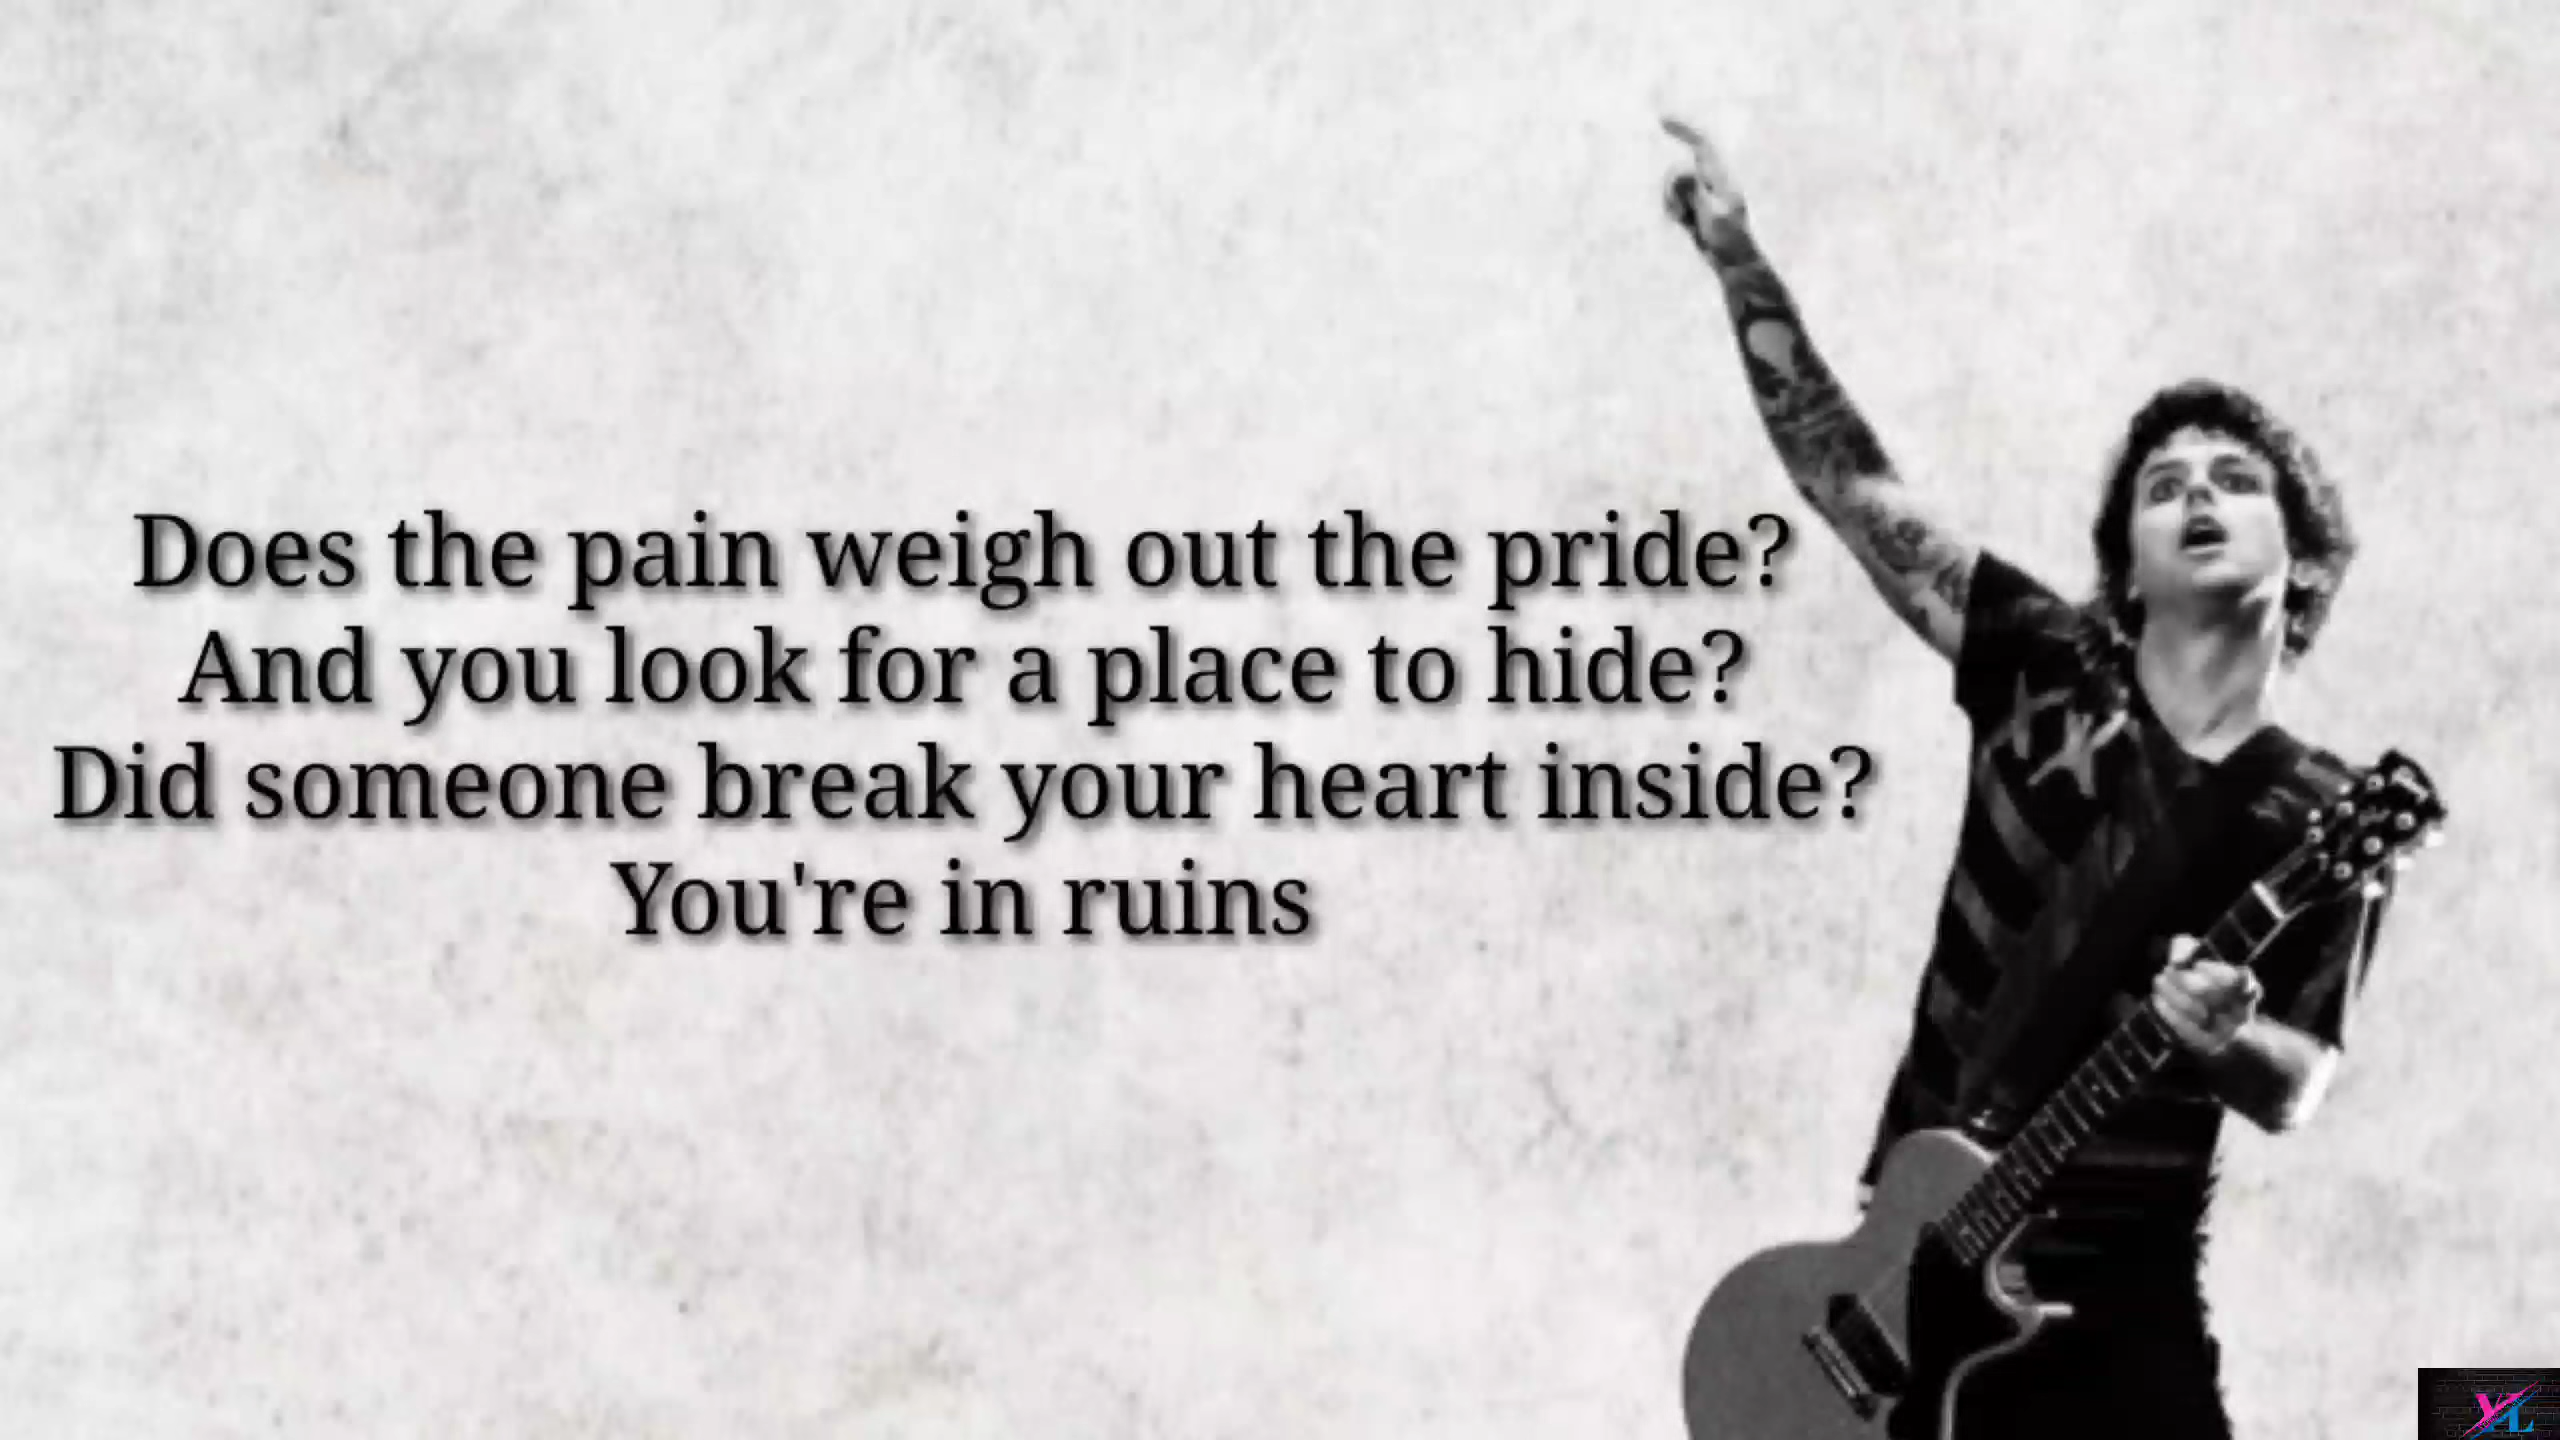 Does the pain weigh out the pride?
And you look for a place to hide?
Did someone break your heart inside?
You're in ruins
YL